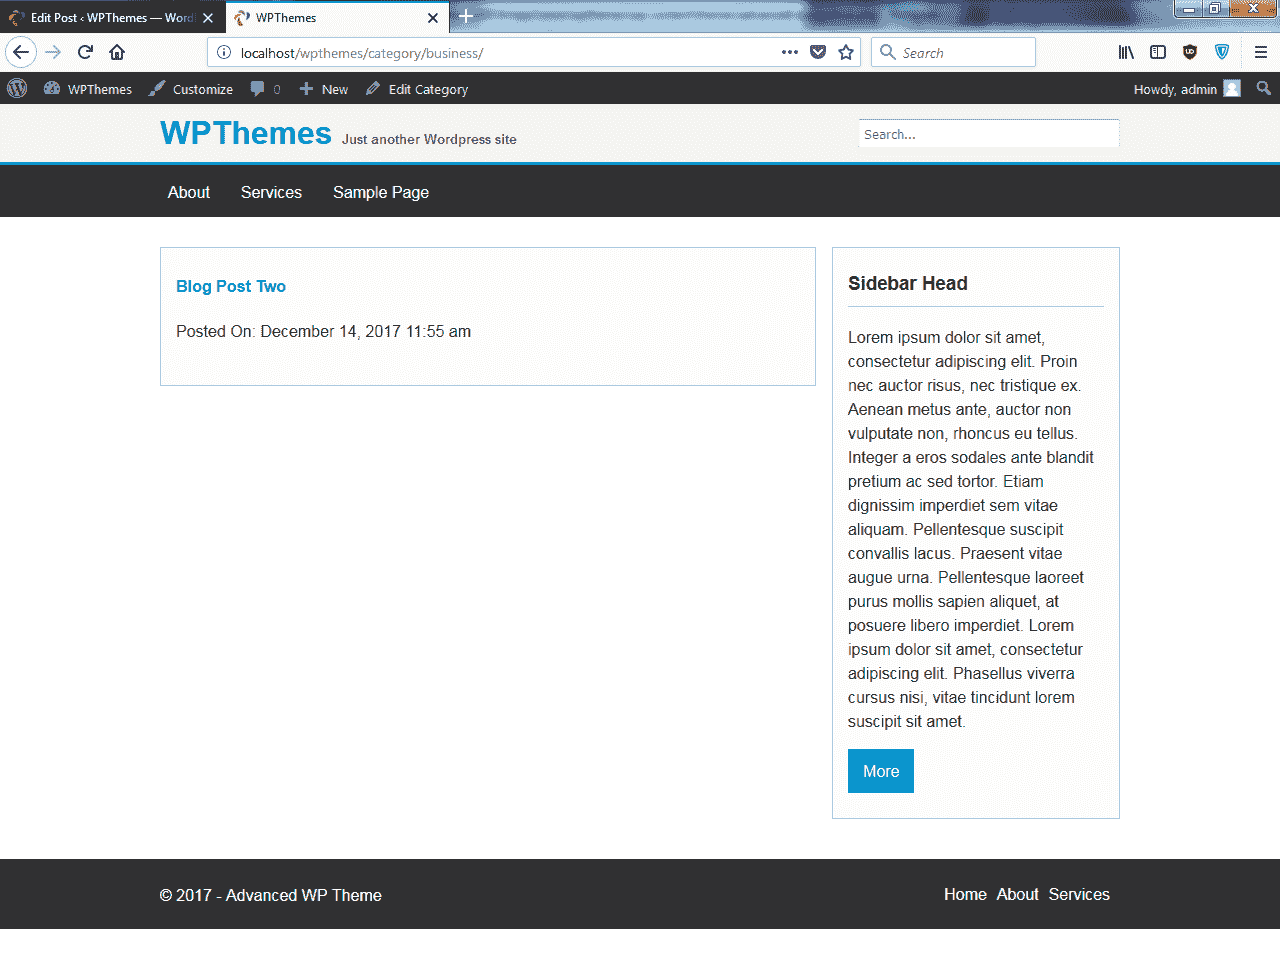 Edit Post ‹ WPThemes — Word
WPThemes
localhost/wpthemes/category/business/
Search
WPThemes
Customize
0
New
Edit Category
Howdy, admin
WPThemes Just another Wordpress site
Search...
About Services Sample Page
Blog Post Two
Posted On: December 14, 2017 11:55 am
Sidebar Head
Lorem ipsum dolor sit amet,
consectetur adipiscing elit. Proin
nec auctor risus, nec tristique ex.
Aenean metus ante, auctor non
vulputate non, rhoncus eu tellus.
Integer a eros sodales ante blandit
pretium ac sed tortor. Etiam
dignissim imperdiet sem vitae
aliquam. Pellentesque suscipit
convallis lacus. Praesent vitae
augue urna. Pellentesque laoreet
purus mollis sapien aliquet, at
posuere libero imperdiet. Lorem
ipsum dolor sit amet, consectetur
adipiscing elit. Phasellus viverra
cursus nisi, vitae tincidunt lorem
suscipit sit amet.
More
© 2017 - Advanced WP Theme
Home About Services